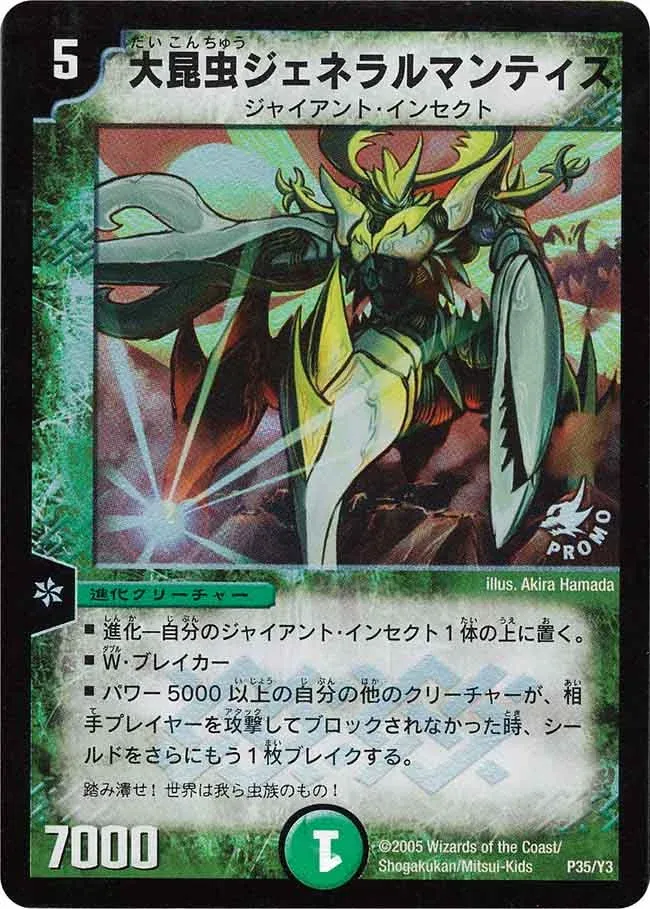 5
だい こんちゅう
大昆虫ジェネラルマンティス
ジャイアント・インセクト
PROMO
illus. Akira Hamada
進化クリーチャー
■ 進化―自分のジャイアント・インセクト1体の上に置く。
■ W・ブレイカー
■ パワー5000以上の自分の他のクリーチャーが、相
手プレイヤーを攻撃してブロックされなかった時、シー
ルドをさらにもう1枚ブレイクする。
踏み潰せ!世界は我ら虫族のもの!
7000
1
©2005 Wizards of the Coast/
Shogakukan/Mitsui-Kids
P35/Y3